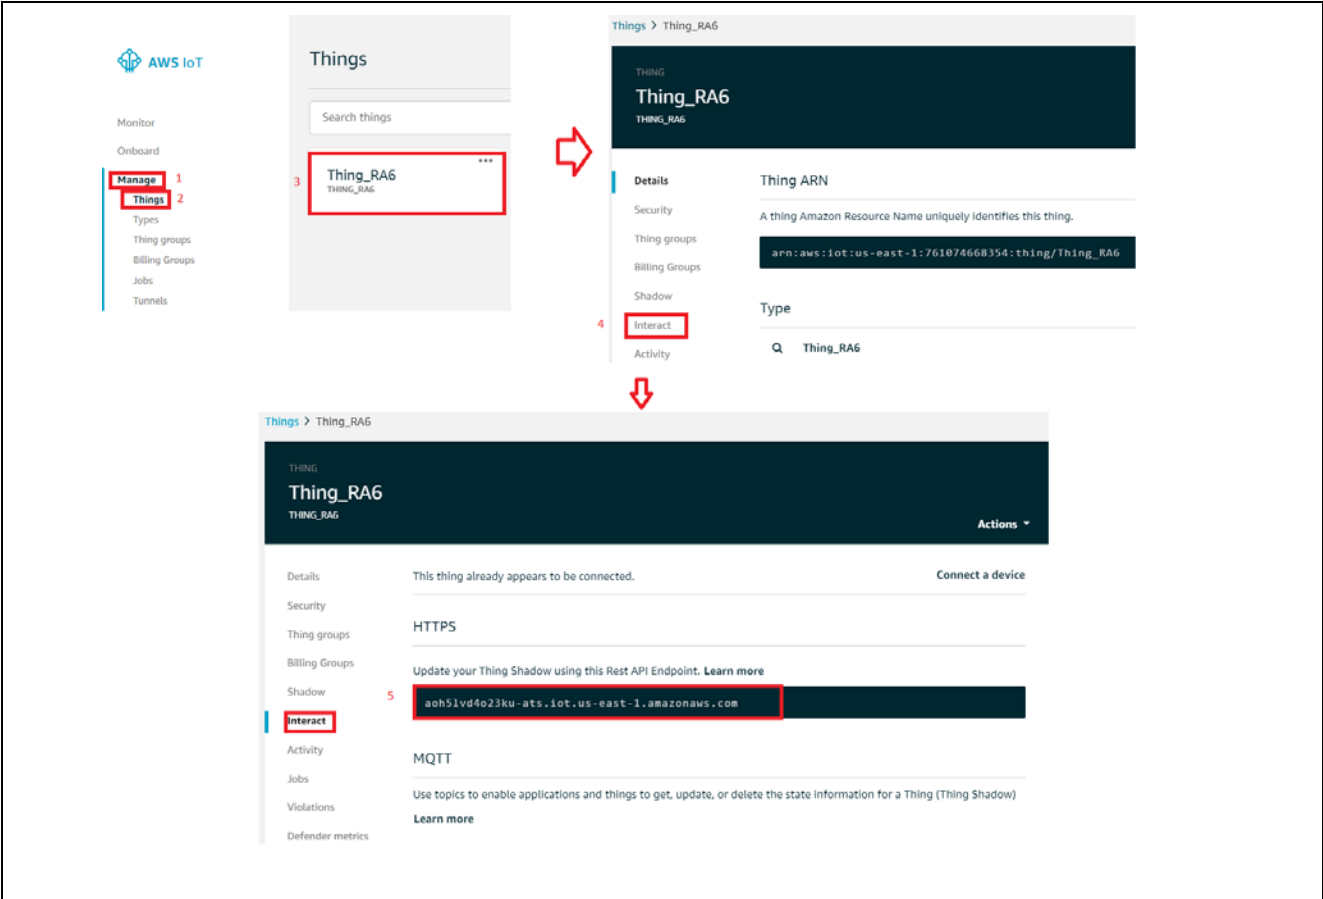 AWS IoT
Monitor
Onboard
Manage 1
Things 2
Types
Thing groups
Billing Groups
Jobs
Tunnels
Things
Search things
3
Thing_RA6
THING_RA6
Things > Thing_RA6
THING
Thing_RA6
THING_RA6
Details
Security
Thing groups
Billing Groups
Shadow
4 Interact
Activity
Thing ARN
A thing Amazon Resource Name uniquely identifies this thing.
arn:aws:iot:us-east-1:761074668354:thing/Thing_RA6
Type
Thing_RA6
Things > Thing_RA6
THING
Thing_RA6
THING_RA6
Actions
Details
Security
Thing groups
Billing Groups
Shadow
Interact
Activity
Jobs
Violations
Defender metrics
This thing already appears to be connected.
Connect a device
HTTPS
Update your Thing Shadow using this Rest API Endpoint. Learn more
5 aoh5lvd4o23ku-ats.iot.us-east-1.amazonaws.com
MQTT
Use topics to enable applications and things to get, update, or delete the state information for a Thing (Thing Shadow)
Learn more